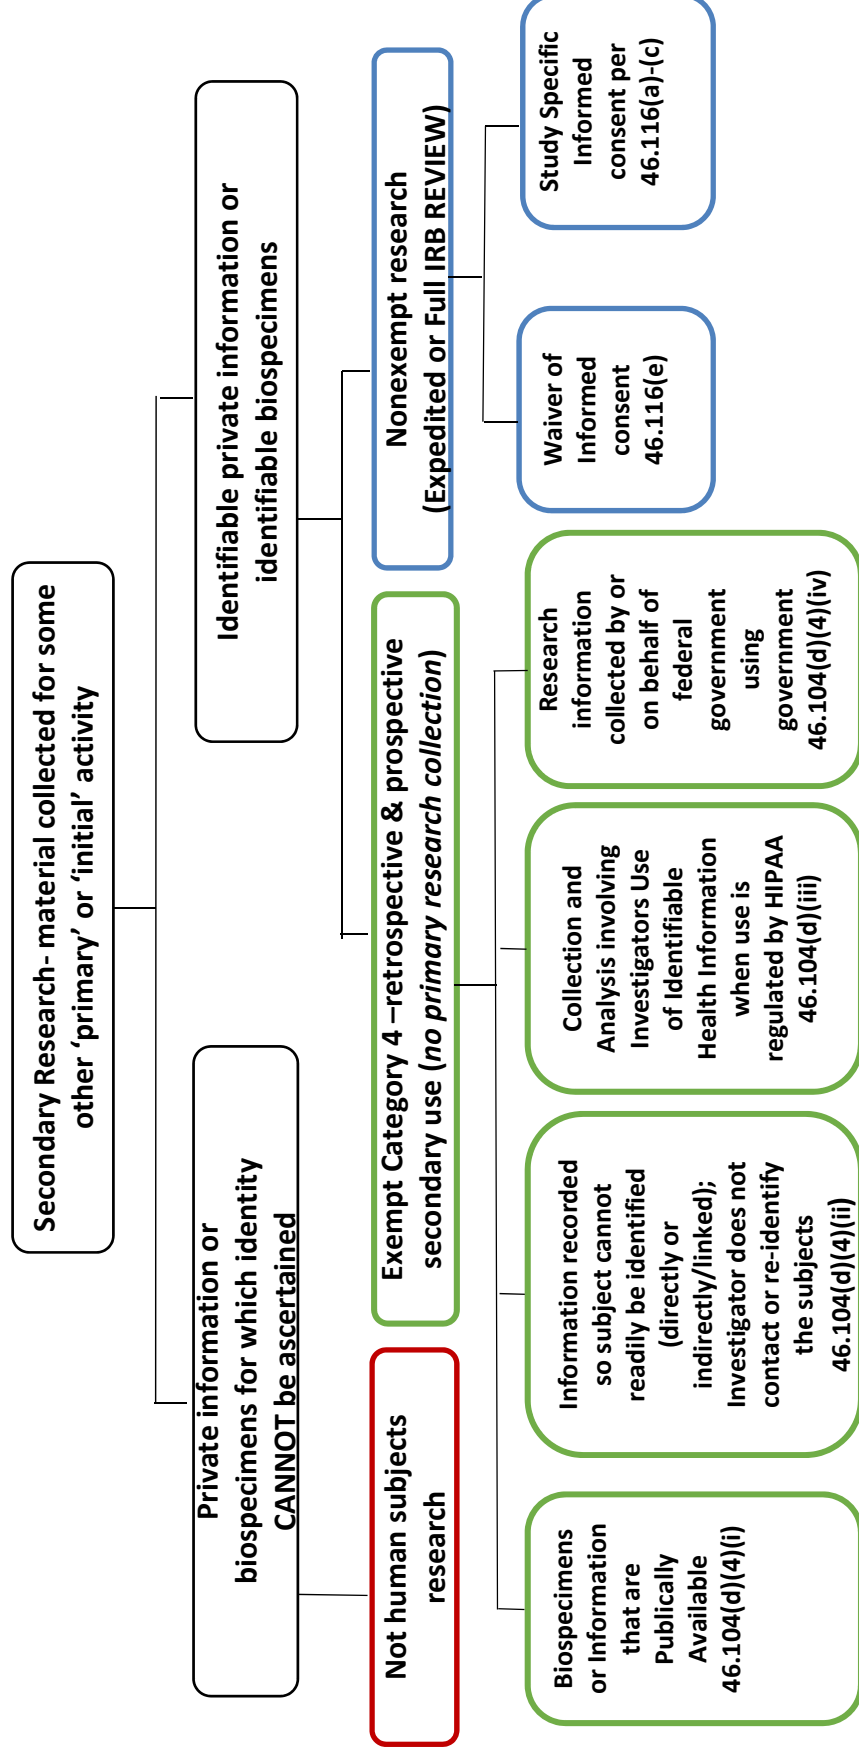 Secondary Research- material collected for some
other ‘primary’ or ‘initial’ activity
Private information or
biospecimens for which identity
CANNOT be ascertained
Identifiable private information or
identifiable biospecimens
Not human subjects
research
Exempt Category 4 –retrospective & prospective
secondary use (no primary research collection)
Nonexempt research
(Expedited or Full IRB REVIEW)
Biospecimens
or Information
that are
Publically
Available
46.104(d)(4)(i)
Information recorded
so subject cannot
readily be identified
(directly or
indirectly/linked);
Investigator does not
contact or re-identify
the subjects
46.104(d)(4)(ii)
Collection and
Analysis involving
Investigators Use
of Identifiable
Health Information
when use is
regulated by HIPAA
46.104(d)(iii)
Research
information
collected by or
on behalf of
federal
government
using
government
46.104(d)(4)(iv)
Waiver of
Informed
consent
46.116(e)
Study Specific
Informed
consent per
46.116(a)-(c)